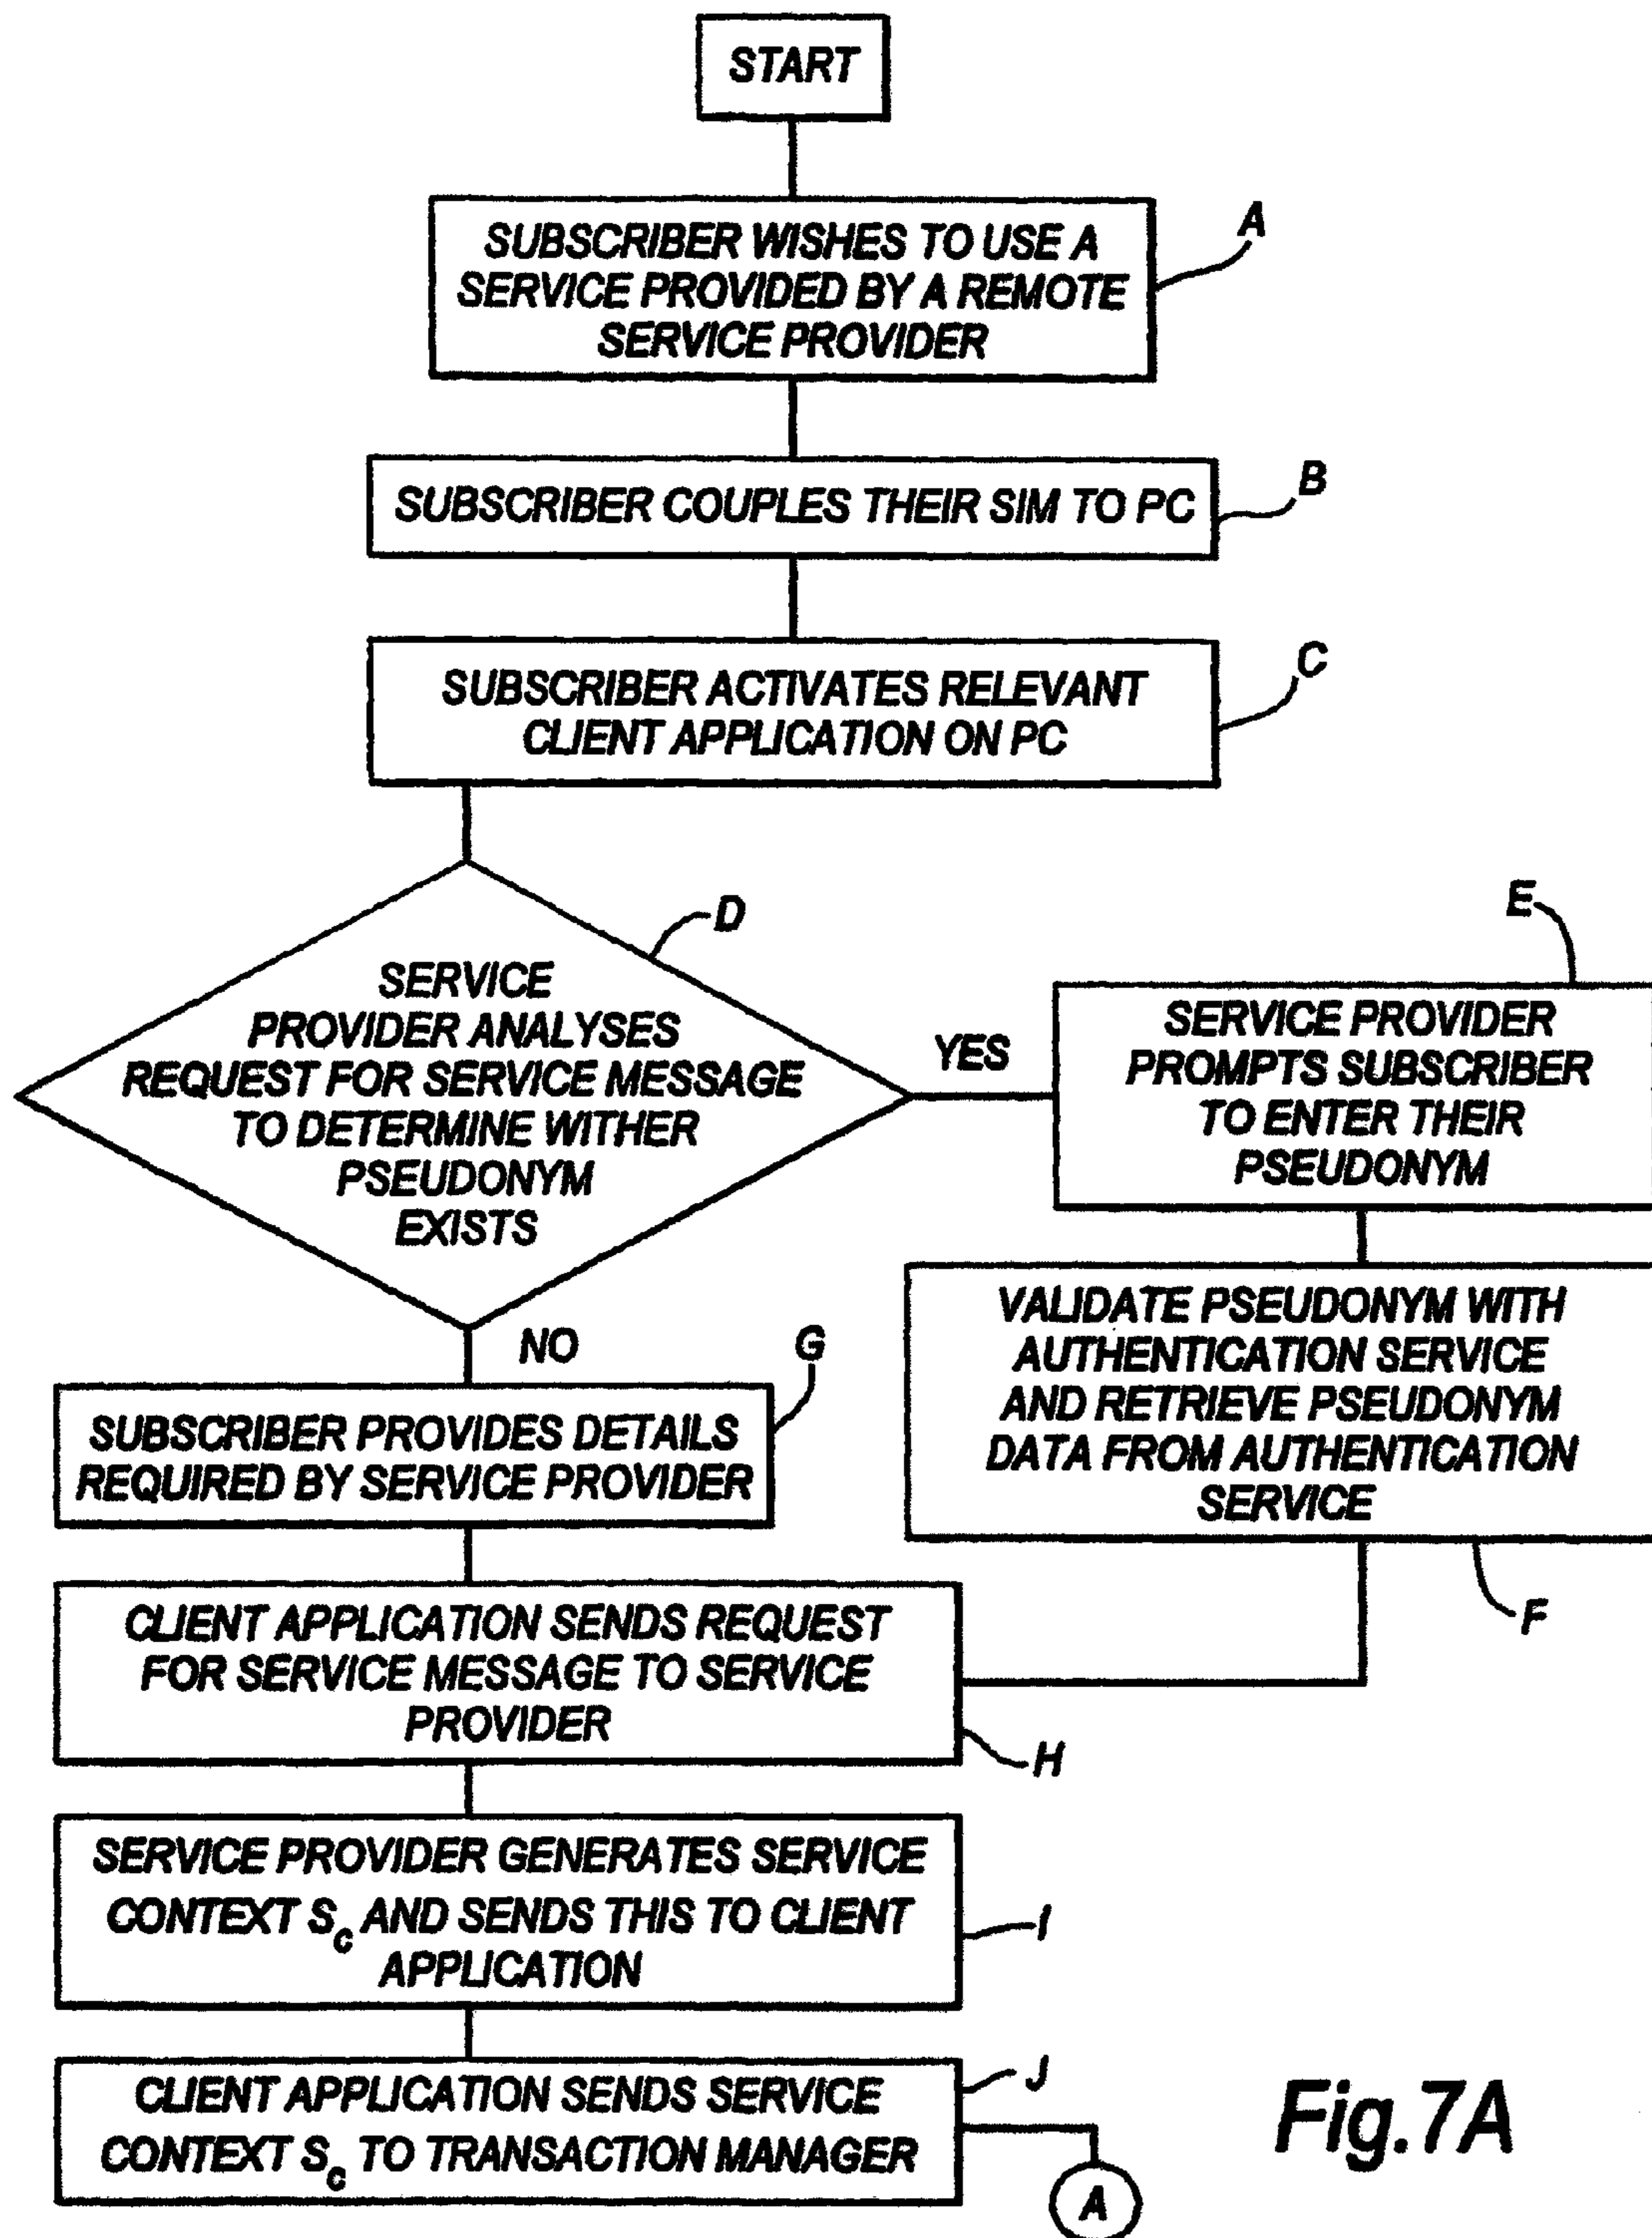 START
SUBSCRIBER WISHES TO USE A
SERVICE PROVIDED BY A REMOTE
SERVICE PROVIDER
A
SUBSCRIBER COUPLES THEIR SIM TO PC
B
SUBSCRIBER ACTIVATES RELEVANT
CLIENT APPLICATION ON PC
C
SERVICE
PROVIDER ANALYSES
REQUEST FOR SERVICE MESSAGE
TO DETERMINE WITHER
PSEUDONYM
EXISTS
D
YES
E
SERVICE PROVIDER
PROMPTS SUBSCRIBER
TO ENTER THEIR
PSEUDONYM
VALIDATE PSEUDONYM WITH
AUTHENTICATION SERVICE
AND RETRIEVE PSEUDONYM
DATA FROM AUTHENTICATION
SERVICE
F
NO
G
SUBSCRIBER PROVIDES DETAILS
REQUIRED BY SERVICE PROVIDER
CLIENT APPLICATION SENDS REQUEST
FOR SERVICE MESSAGE TO SERVICE
PROVIDER
H
SERVICE PROVIDER GENERATES SERVICE
CONTEXT Sc AND SENDS THIS TO CLIENT
APPLICATION
I
CLIENT APPLICATION SENDS SERVICE
CONTEXT Sc TO TRANSACTION MANAGER
J
A
Fig.7A